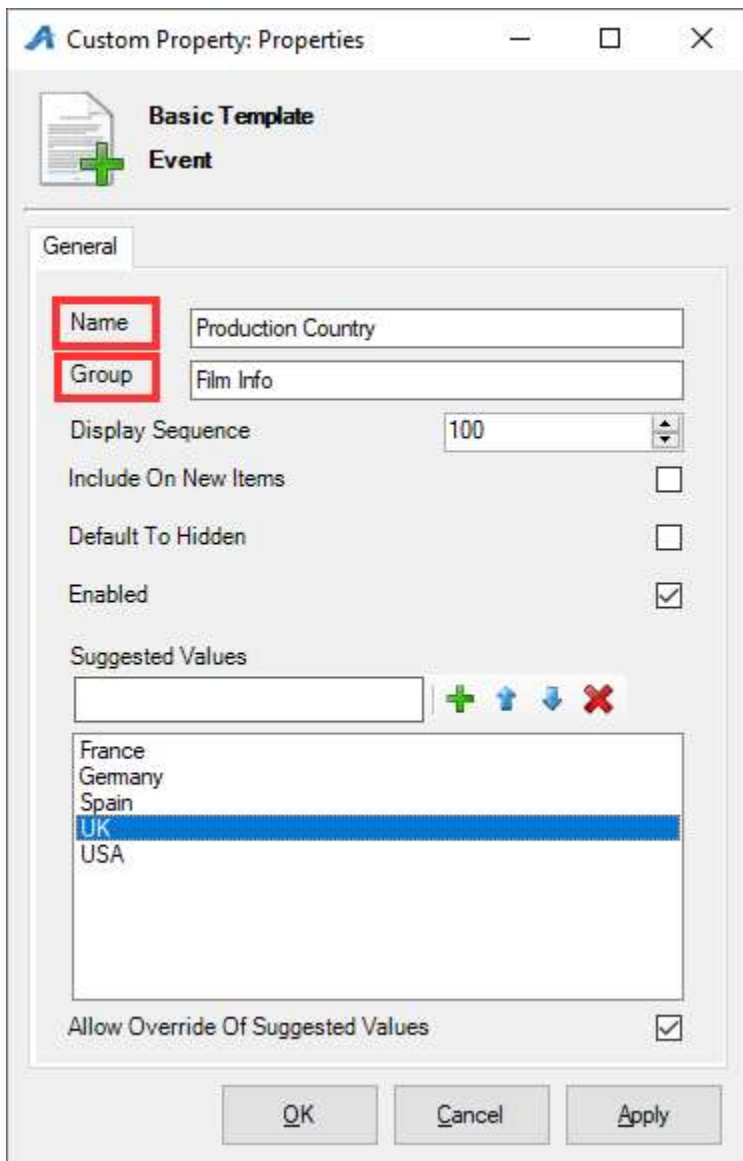 Custom Property: Properties
Basic Template
Event
General
Name Production Country
Group Film Info
Display Sequence 100
Include On New Items
Default To Hidden
Enabled
Suggested Values
France
Germany
Spain
UK
USA
Allow Override Of Suggested Values
OK Cancel Apply